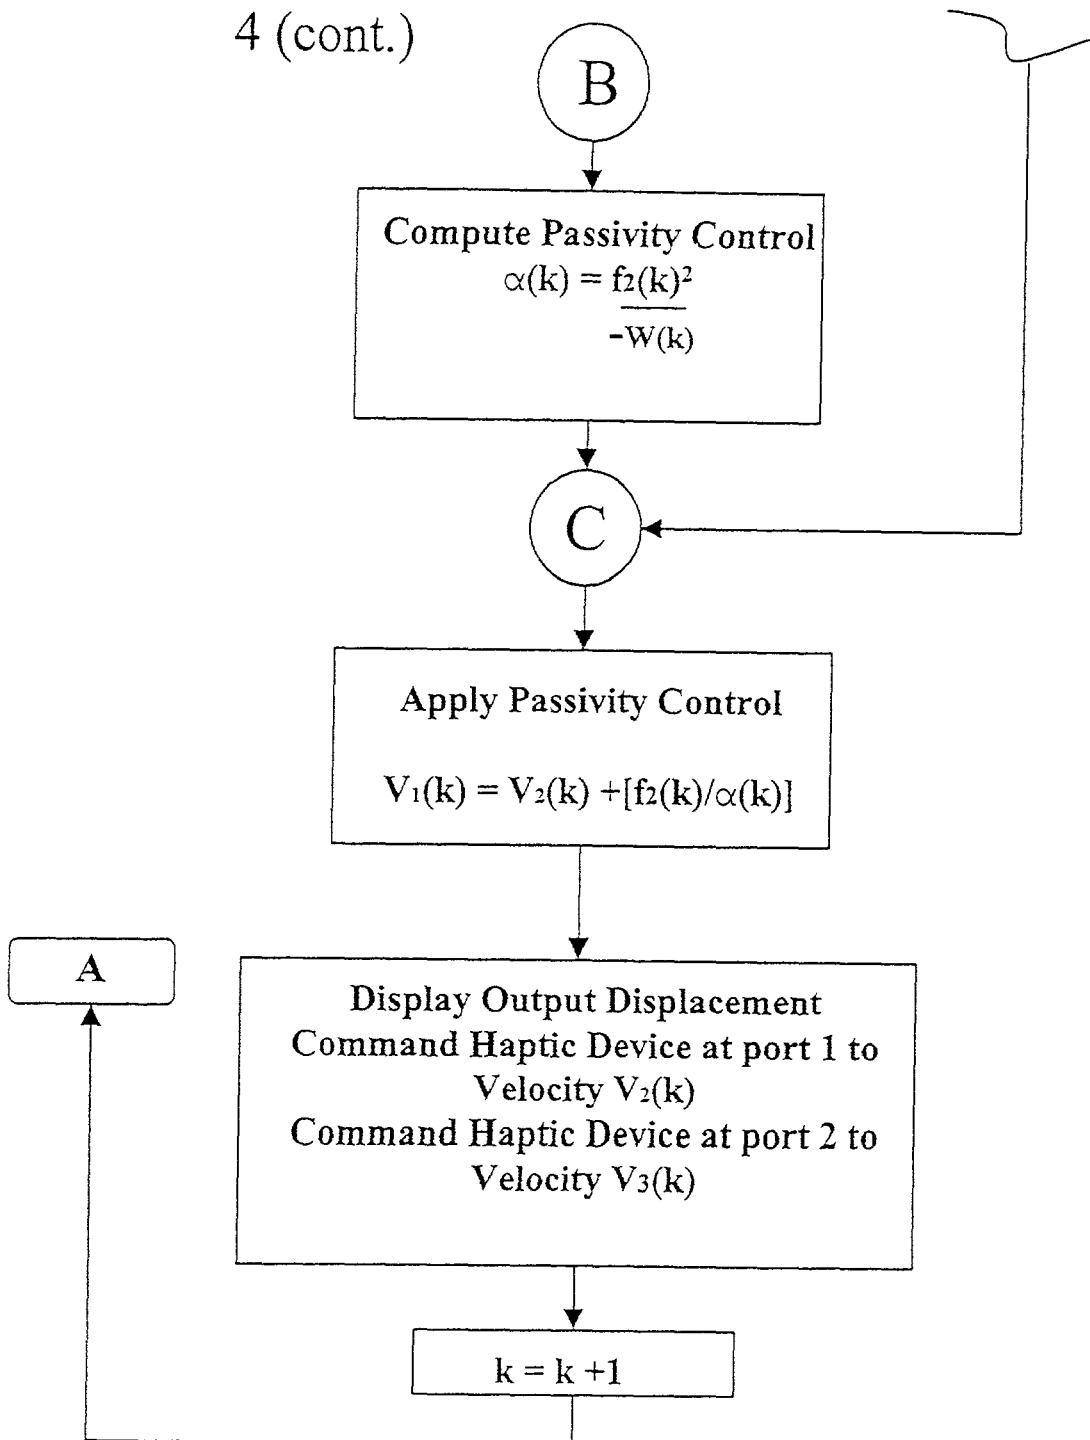 4 (cont.)
B
Compute Passivity Control
∝(k) = f₂(k)²
-W(k)
C
Apply Passivity Control
V₁(k) = V₂(k) +[f₂(k)/∝(k)]
A
Display Output Displacement
Command Haptic Device at port 1 to
Velocity V₂(k)
Command Haptic Device at port 2 to
Velocity V₃(k)
k = k +1